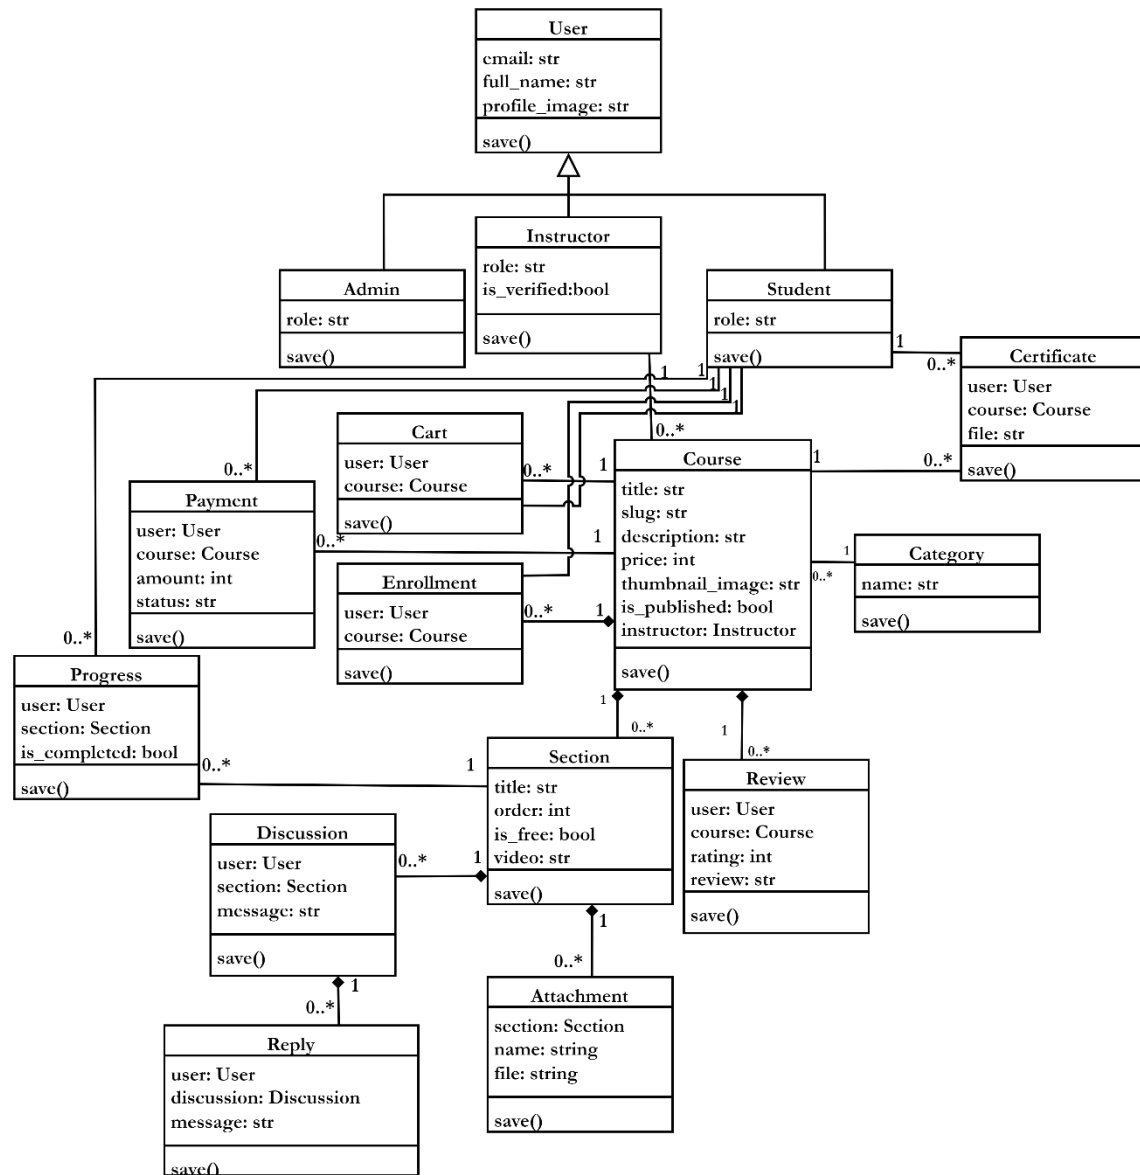 User
email: str
full_name: str
profile_image: str
save()
Instructor
role: str
is_verified:bool
save()
Admin
role: str
save()
Student
role: str
save()
1
0..*
Certificate
user: User
course: Course
file: str
save()
1
1
1
1
1
1
0..*
Cart
user: User
course: Course
save()
0..*
1
Course
title: str
slug: str
description: str
price: int
thumbnail_image: str
is_published: bool
instructor: Instructor
save()
1
0..*
0..*
Payment
user: User
course: Course
amount: int
status: str
save()
0..*
1
1
0..*
Category
name: str
save()
Enrollment
user: User
course: Course
save()
0..*
1
0..*
Progress
user: User
section: Section
is_completed: bool
save()
0..*
1
1
0..*
Section
title: str
order: int
is_free: bool
video: str
save()
1
0..*
Review
user: User
course: Course
rating: int
review: str
save()
Discussion
user: User
section: Section
message: str
save()
0..*
1
1
0..*
Attachment
section: Section
name: string
file: string
save()
1
0..*
Reply
user: User
discussion: Discussion
message: str
save()